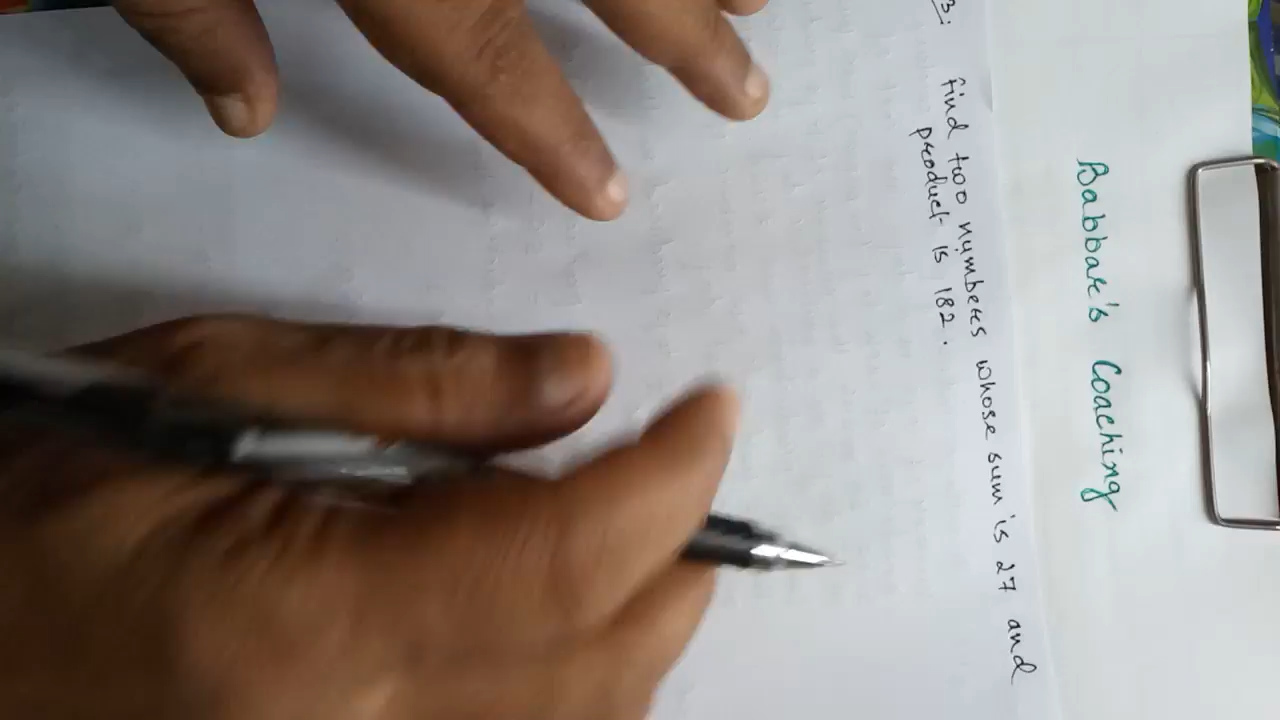 Babbar's Coaching
3: find two numbers whose sum is 27 and
product is 182.